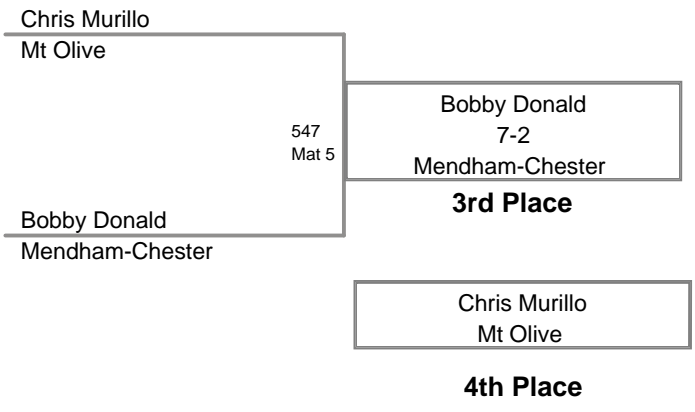 Chris Murillo
Mt Olive
547
Mat 5
Bobby Donald
7-2
Mendham-Chester
3rd Place
Bobby Donald
Mendham-Chester
Chris Murillo
Mt Olive
4th Place